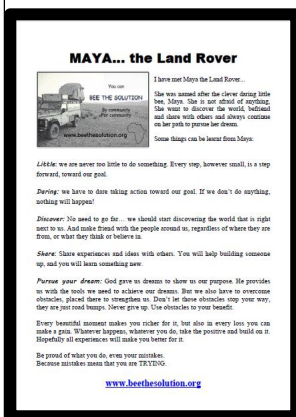 MAYA... the Land Rover
You can
BEE THE SOLUTION
By community
For community
www.beethesolution.org
I have met Maya the Land Rover...
She was named after the clever daring little
bee, Maya. She is not afraid of anything,
She want to discover the world, befriend
and share with others and always continue
on her path to pursue her dream.
Some things can be learnt from Maya:
Little: we are never too little to do something. Every step, however small, is a step
forward, toward our goal.
Daring: we have to dare taking action toward our goal. If we don't do anything,
nothing will happen!
Discover: No need to go far... we should start discovering the world that is right
next to us. And make friend with the people around us, regardless of where they are
from, or what they think or believe in.
Share: Share experiences and ideas with others. You will help building someone
up, and you will learn something new.
Pursue your dream: God gave us dreams to show us our purpose. He provides
us with the tools we need to achieve our dreams. But we also have to overcome
obstacles, placed there to strengthen us. Don't let those obstacles stop your way,
they are just road bumps. Never give up. Use obstacles to your benefit.
Every beautiful moment makes you richer for it, but also in every loss you can
make a gain. Whatever happens, whatever you do, take the positive and build on it.
Hopefully all experiences will make you better for it.
Be proud of what you do, even your mistakes.
Because mistakes mean that you are TRYING.
www.beethesolution.org